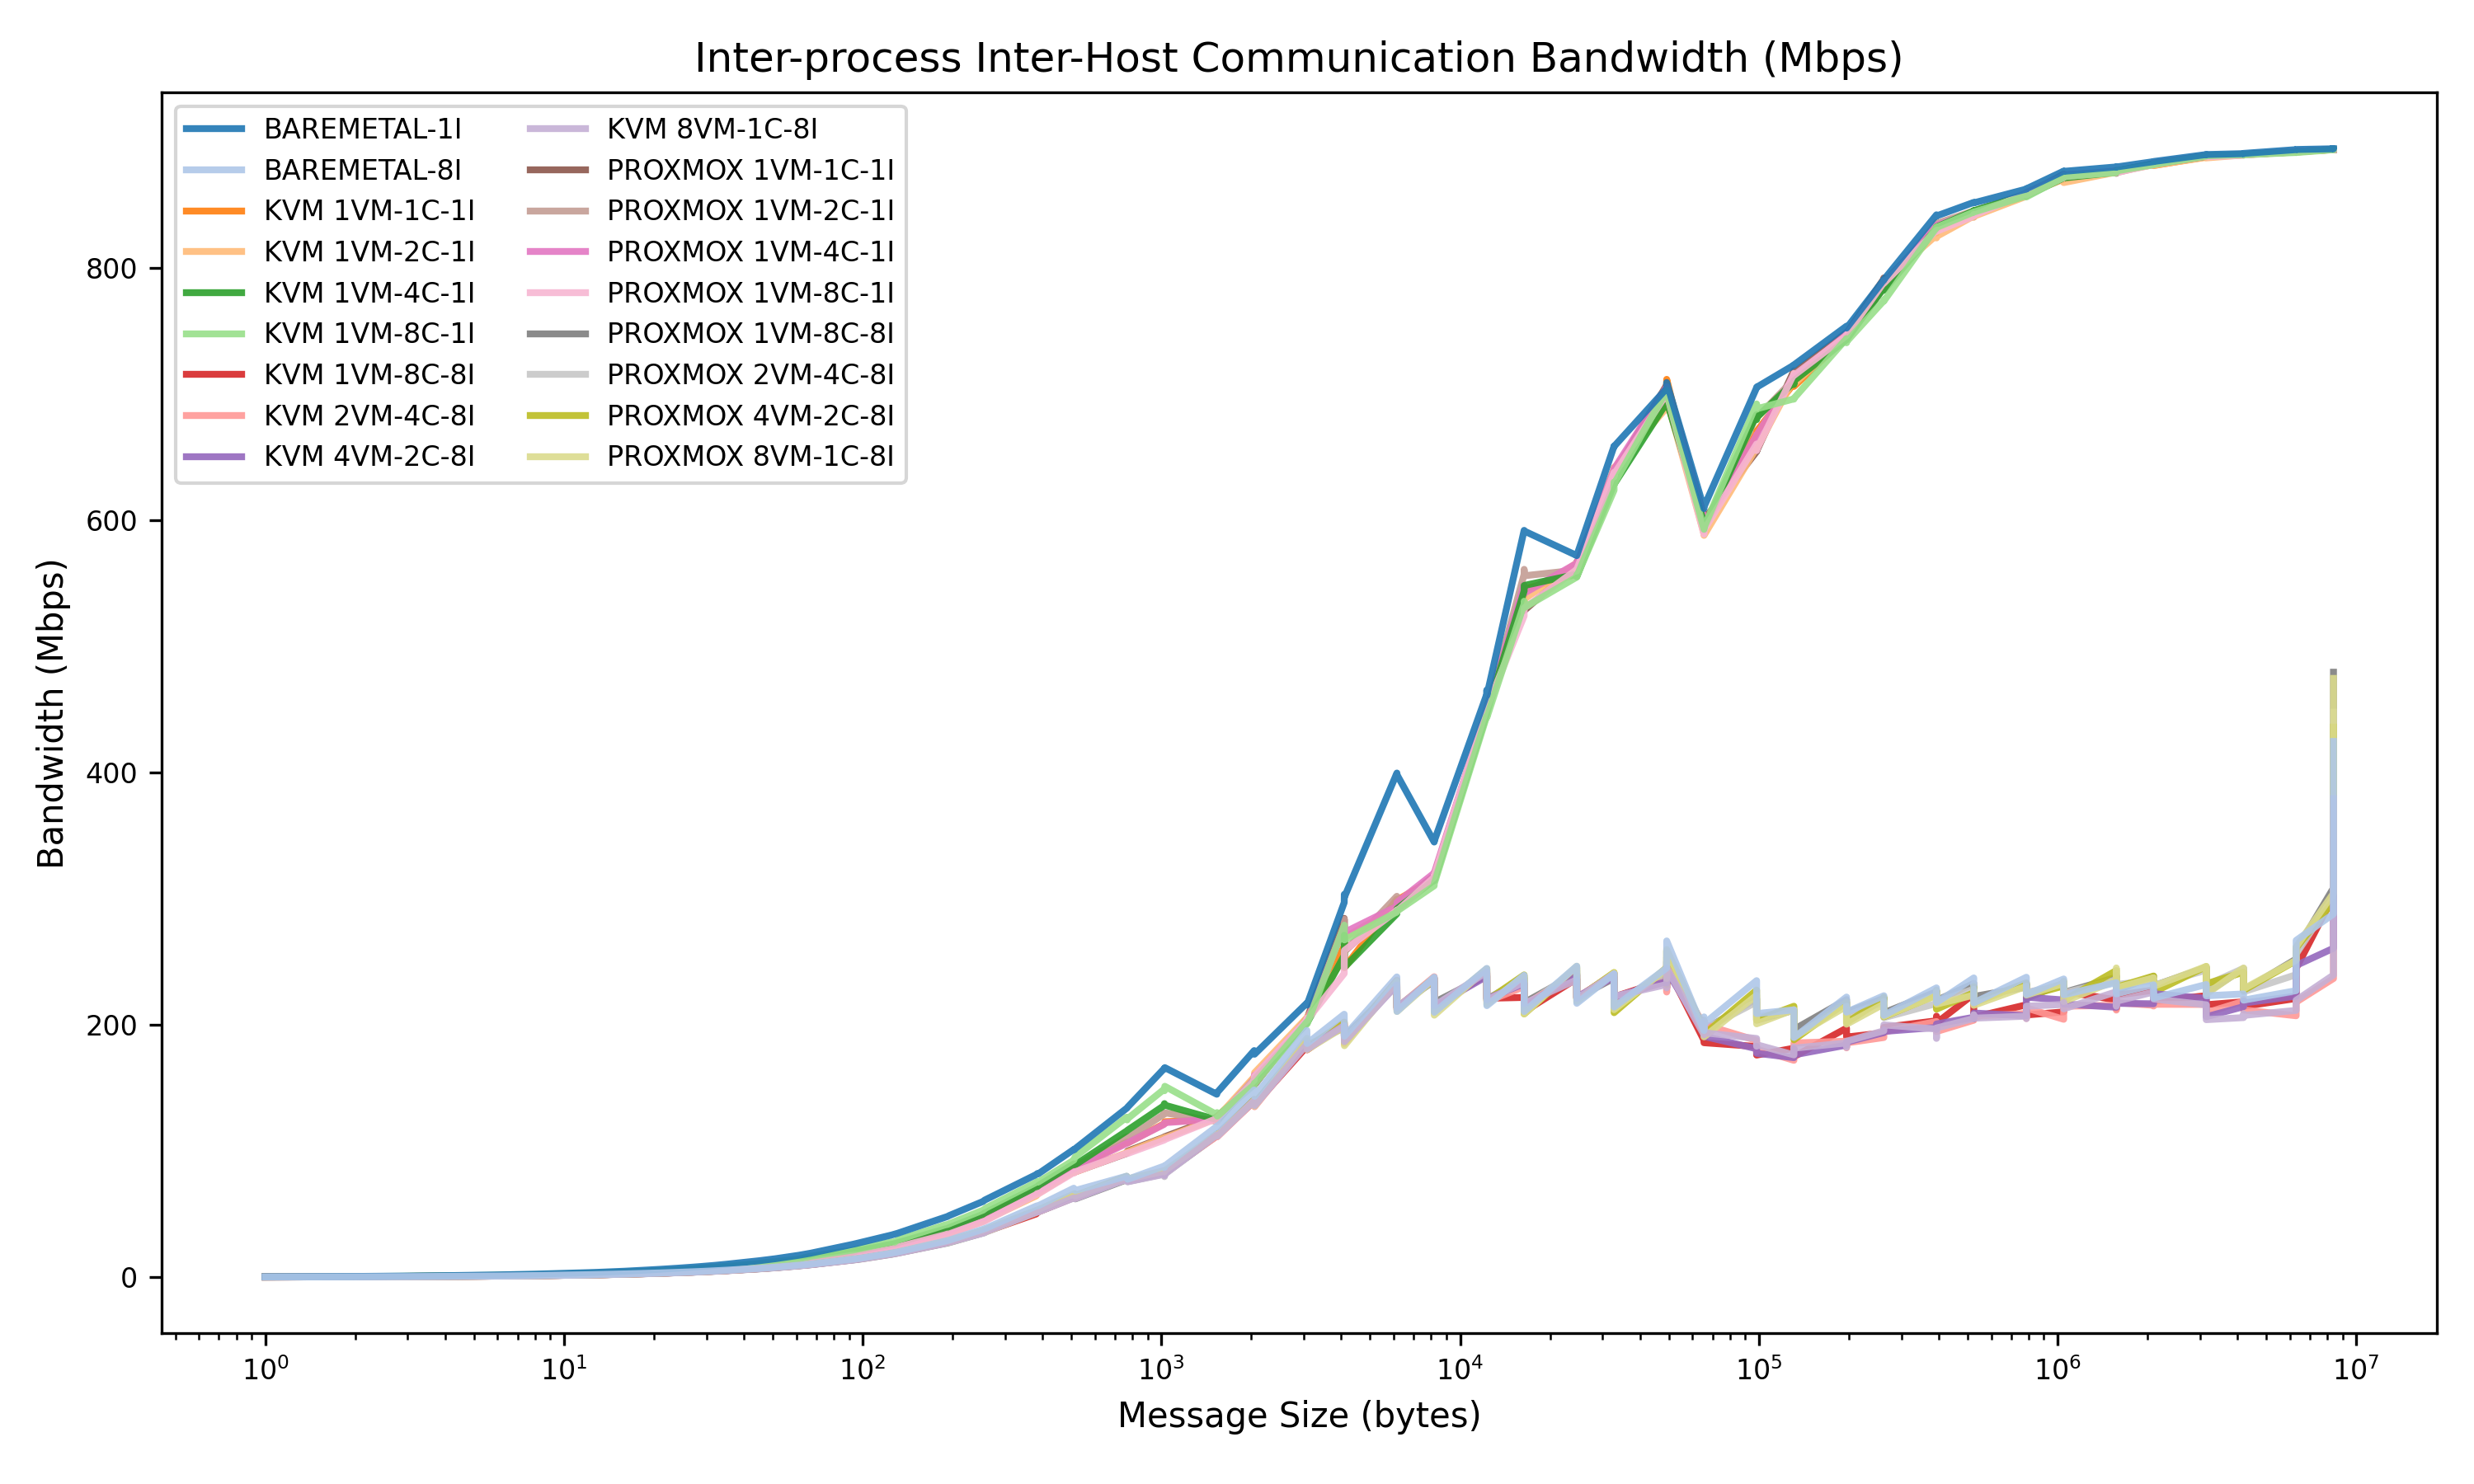 Inter-process Inter-Host Communication Bandwidth (Mbps)
BAREMETAL-1I
BAREMETAL-8I
KVM 1VM-1C-1I
KVM 1VM-2C-1I
KVM 1VM-4C-1I
KVM 1VM-8C-1I
KVM 1VM-8C-8I
KVM 2VM-4C-8I
KVM 4VM-2C-8I
KVM 8VM-1C-8I
PROXMOX 1VM-1C-1I
PROXMOX 1VM-2C-1I
PROXMOX 1VM-4C-1I
PROXMOX 1VM-8C-1I
PROXMOX 1VM-8C-8I
PROXMOX 2VM-4C-8I
PROXMOX 4VM-2C-8I
PROXMOX 8VM-1C-8I
Bandwidth (Mbps)
800
600
400
200
0
10⁰ 10¹ 10² 10³ 10⁴ 10⁵ 10⁶ 10⁷
Message Size (bytes)